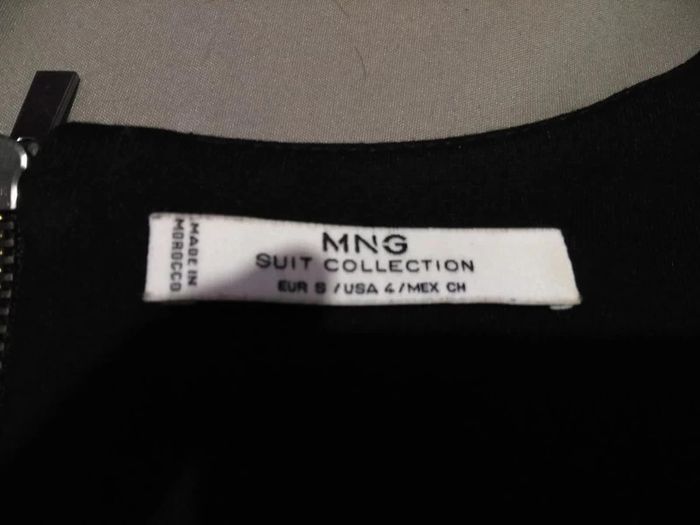 MADE IN
MOROCCO
MNG
SUIT COLLECTION
EUR S / USA 4 / MEX CH